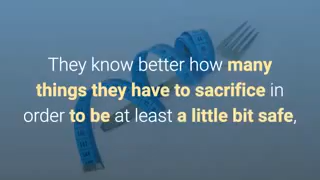 They know better how many
things they have to sacrifice in
order to be at least a little bit safe,